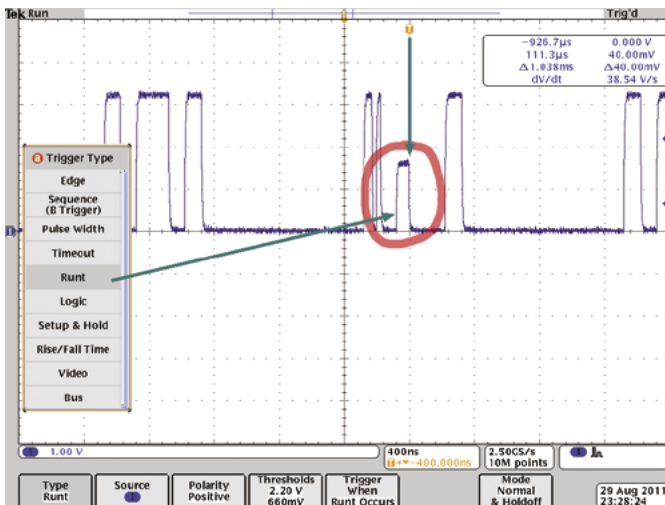 Tek Run
Trig'd
-926.7µs 0.000 V
111.3µs 40.00mV
Δ1.038ms Δ40.00mV
dV/dt 38.54 V/s
B Trigger Type
Edge
Sequence
(B Trigger)
Pulse Width
Timeout
Runt
Logic
Setup & Hold
Rise/Fall Time
Video
Bus
1 1.00 V
400ns
T→▼-400.000ns
2.50GS/s
10M points
1
Type
Runt
Source
1
Polarity
Positive
Thresholds
2.20 V
660mV
Trigger
When
Runt Occurs
Mode
Normal
& Holdoff
29 Aug 2011
23:28:24